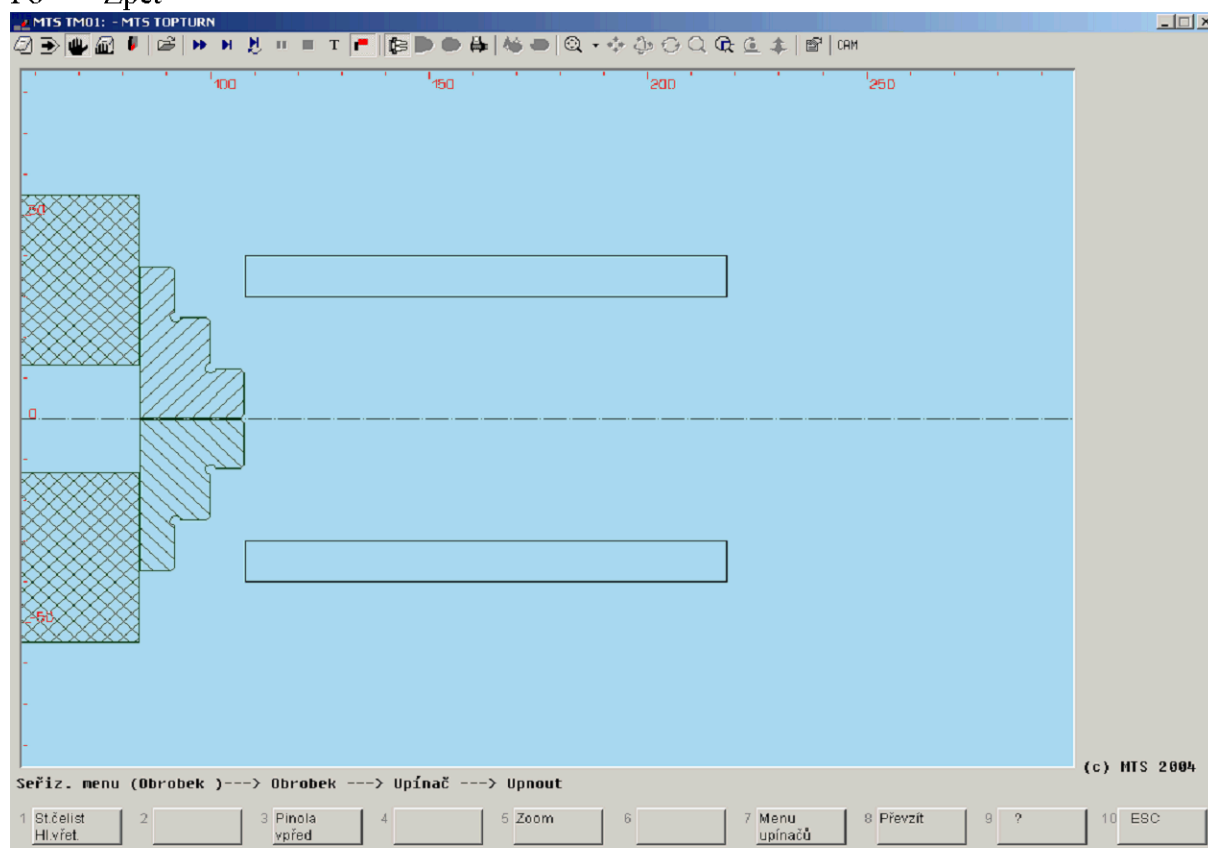 MTS TM01: - MTS TOPTURN
T CAM
100 150 200 250
50
0
-50
(c) MTS 2004
Seřiz. menu (Obrobek )---> Obrobek ---> Upínač ---> Upnout
1 St.čelist Hl.vřet. 2 3 Pinola vpřed 4 5 Zoom 6 7 Menu upínačů 8 Převzít 9 ? 10 ESC